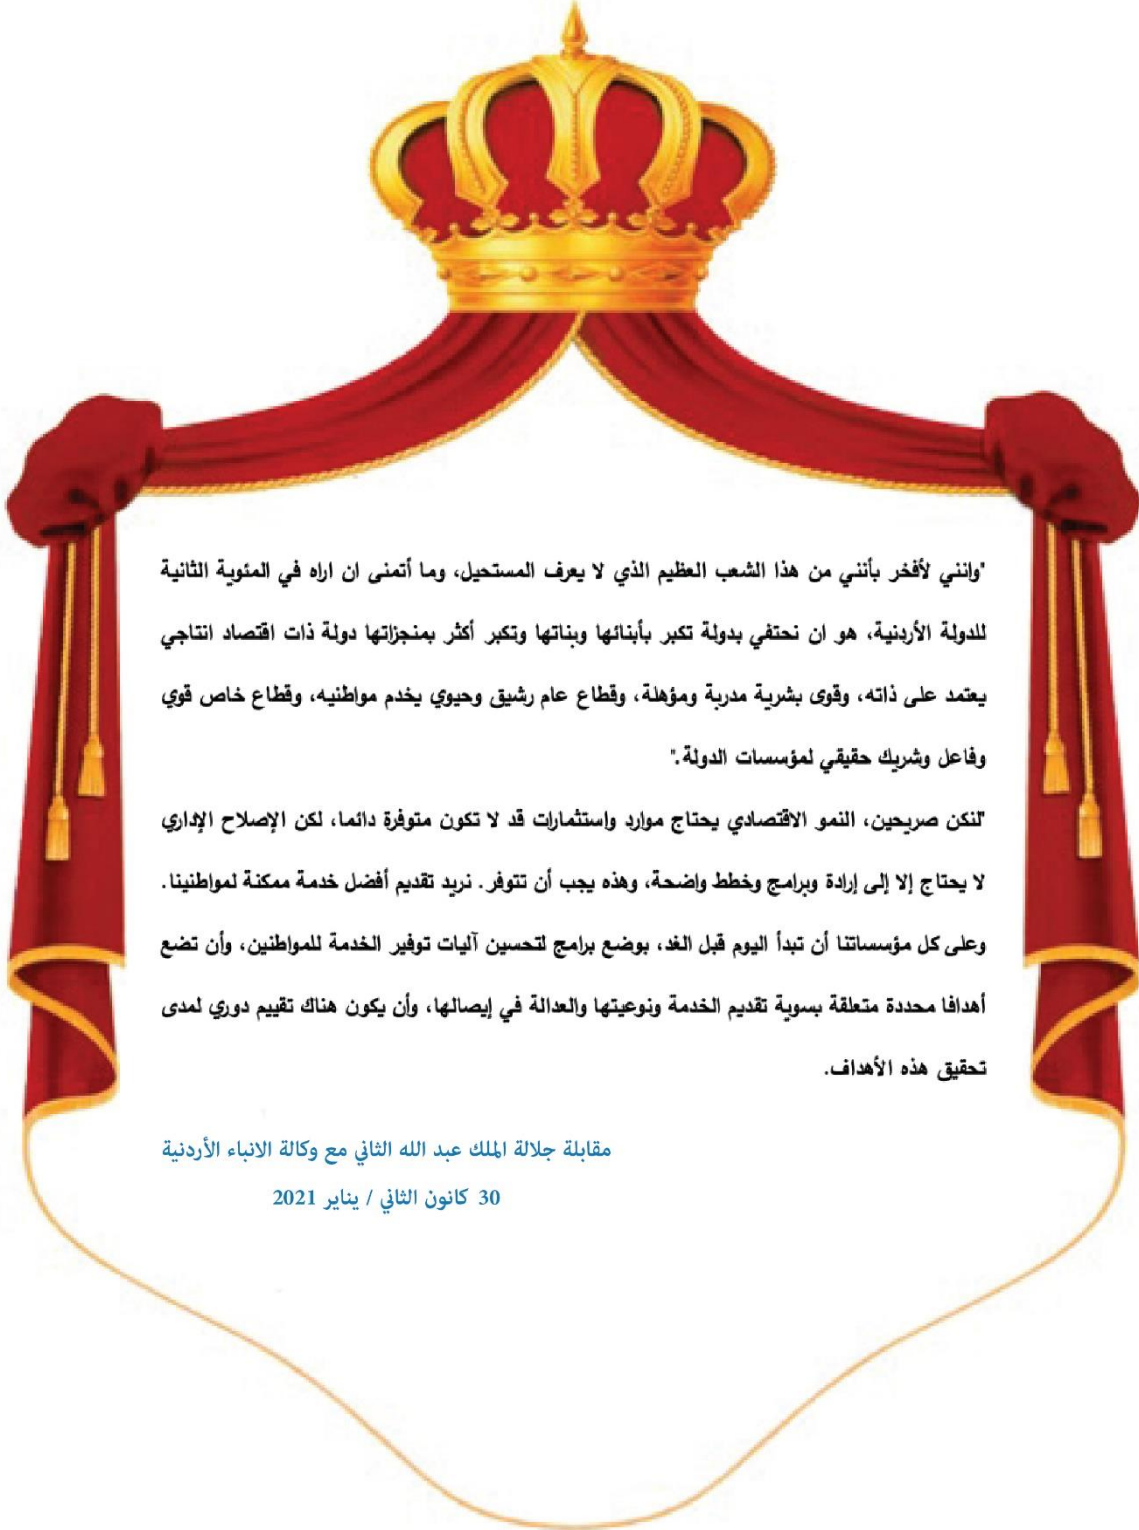 "وانني لأفخر بأنني من هذا الشعب العظيم الذي لا يعرف المستحيل، وما أتمنى ان اراه في المئوية الثانية
للدولة الأردنية، هو ان نحتفي بدولة تكبر بأبنائها وبناتها وتكبر أكثر بمنجزاتها دولة ذات اقتصاد انتاجي
يعتمد على ذاته، وقوى بشرية مدربة ومؤهلة، وقطاع عام رشيق وحيوي يخدم مواطنيه، وقطاع خاص قوي
وفاعل وشريك حقيقي لمؤسسات الدولة."
"لنكن صريحين، النمو الاقتصادي يحتاج موارد واستثمارات قد لا تكون متوفرة دائما، لكن الإصلاح الإداري
لا يحتاج إلا إلى إرادة وبرامج وخطط واضحة، وهذه يجب أن تتوفر. نريد تقديم أفضل خدمة ممكنة لمواطنينا.
وعلى كل مؤسساتنا أن تبدأ اليوم قبل الغد، بوضع برامج لتحسين آليات توفير الخدمة للمواطنين، وأن تضع
أهدافا محددة متعلقة بسوية تقديم الخدمة ونوعيتها والعدالة في إيصالها، وأن يكون هناك تقييم دوري لمدى
تحقيق هذه الأهداف.
مقابلة جلالة الملك عبد الله الثاني مع وكالة الانباء الأردنية
30 كانون الثاني / يناير 2021